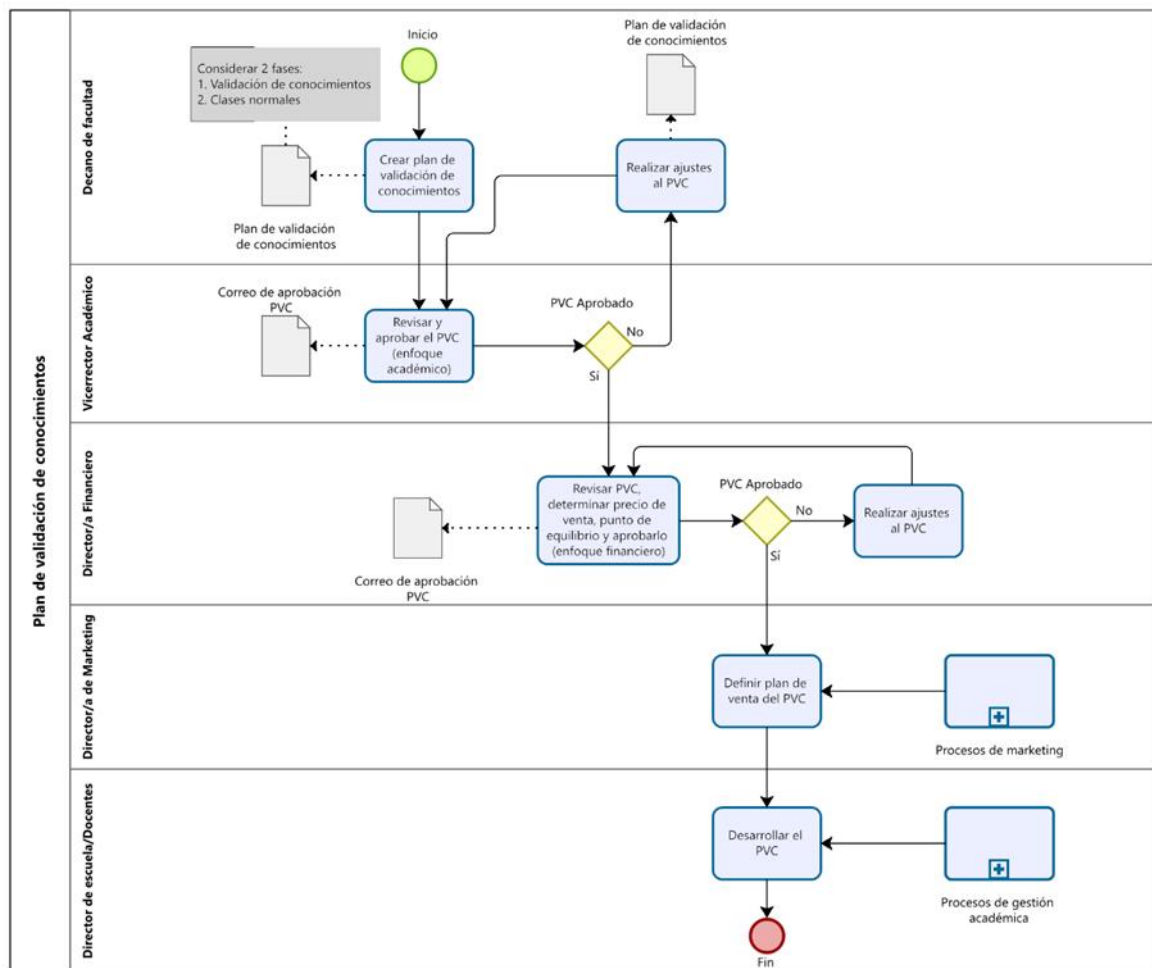 Plan de validación de conocimientos
Decano de facultad
Considerar 2 fases:
1. Validación de conocimientos
2. Clases normales
Inicio
Plan de validación
de conocimientos
Crear plan de
validación de
conocimientos
Realizar ajustes
al PVC
Plan de validación
de conocimientos
Vicerrector Académico
Correo de aprobación
PVC
Revisar y
aprobar el PVC
(enfoque
académico)
PVC Aprobado
No
Sí
Director/a Financiero
Revisar PVC,
determinar precio de
venta, punto de
equilibrio y aprobarlo
(enfoque financiero)
PVC Aprobado
No
Sí
Realizar ajustes
al PVC
Correo de aprobación
PVC
Director/a de Marketing
Definir plan de
venta del PVC
Procesos de marketing
Director de escuela/Docentes
Desarrollar el
PVC
Procesos de gestión
académica
Fin